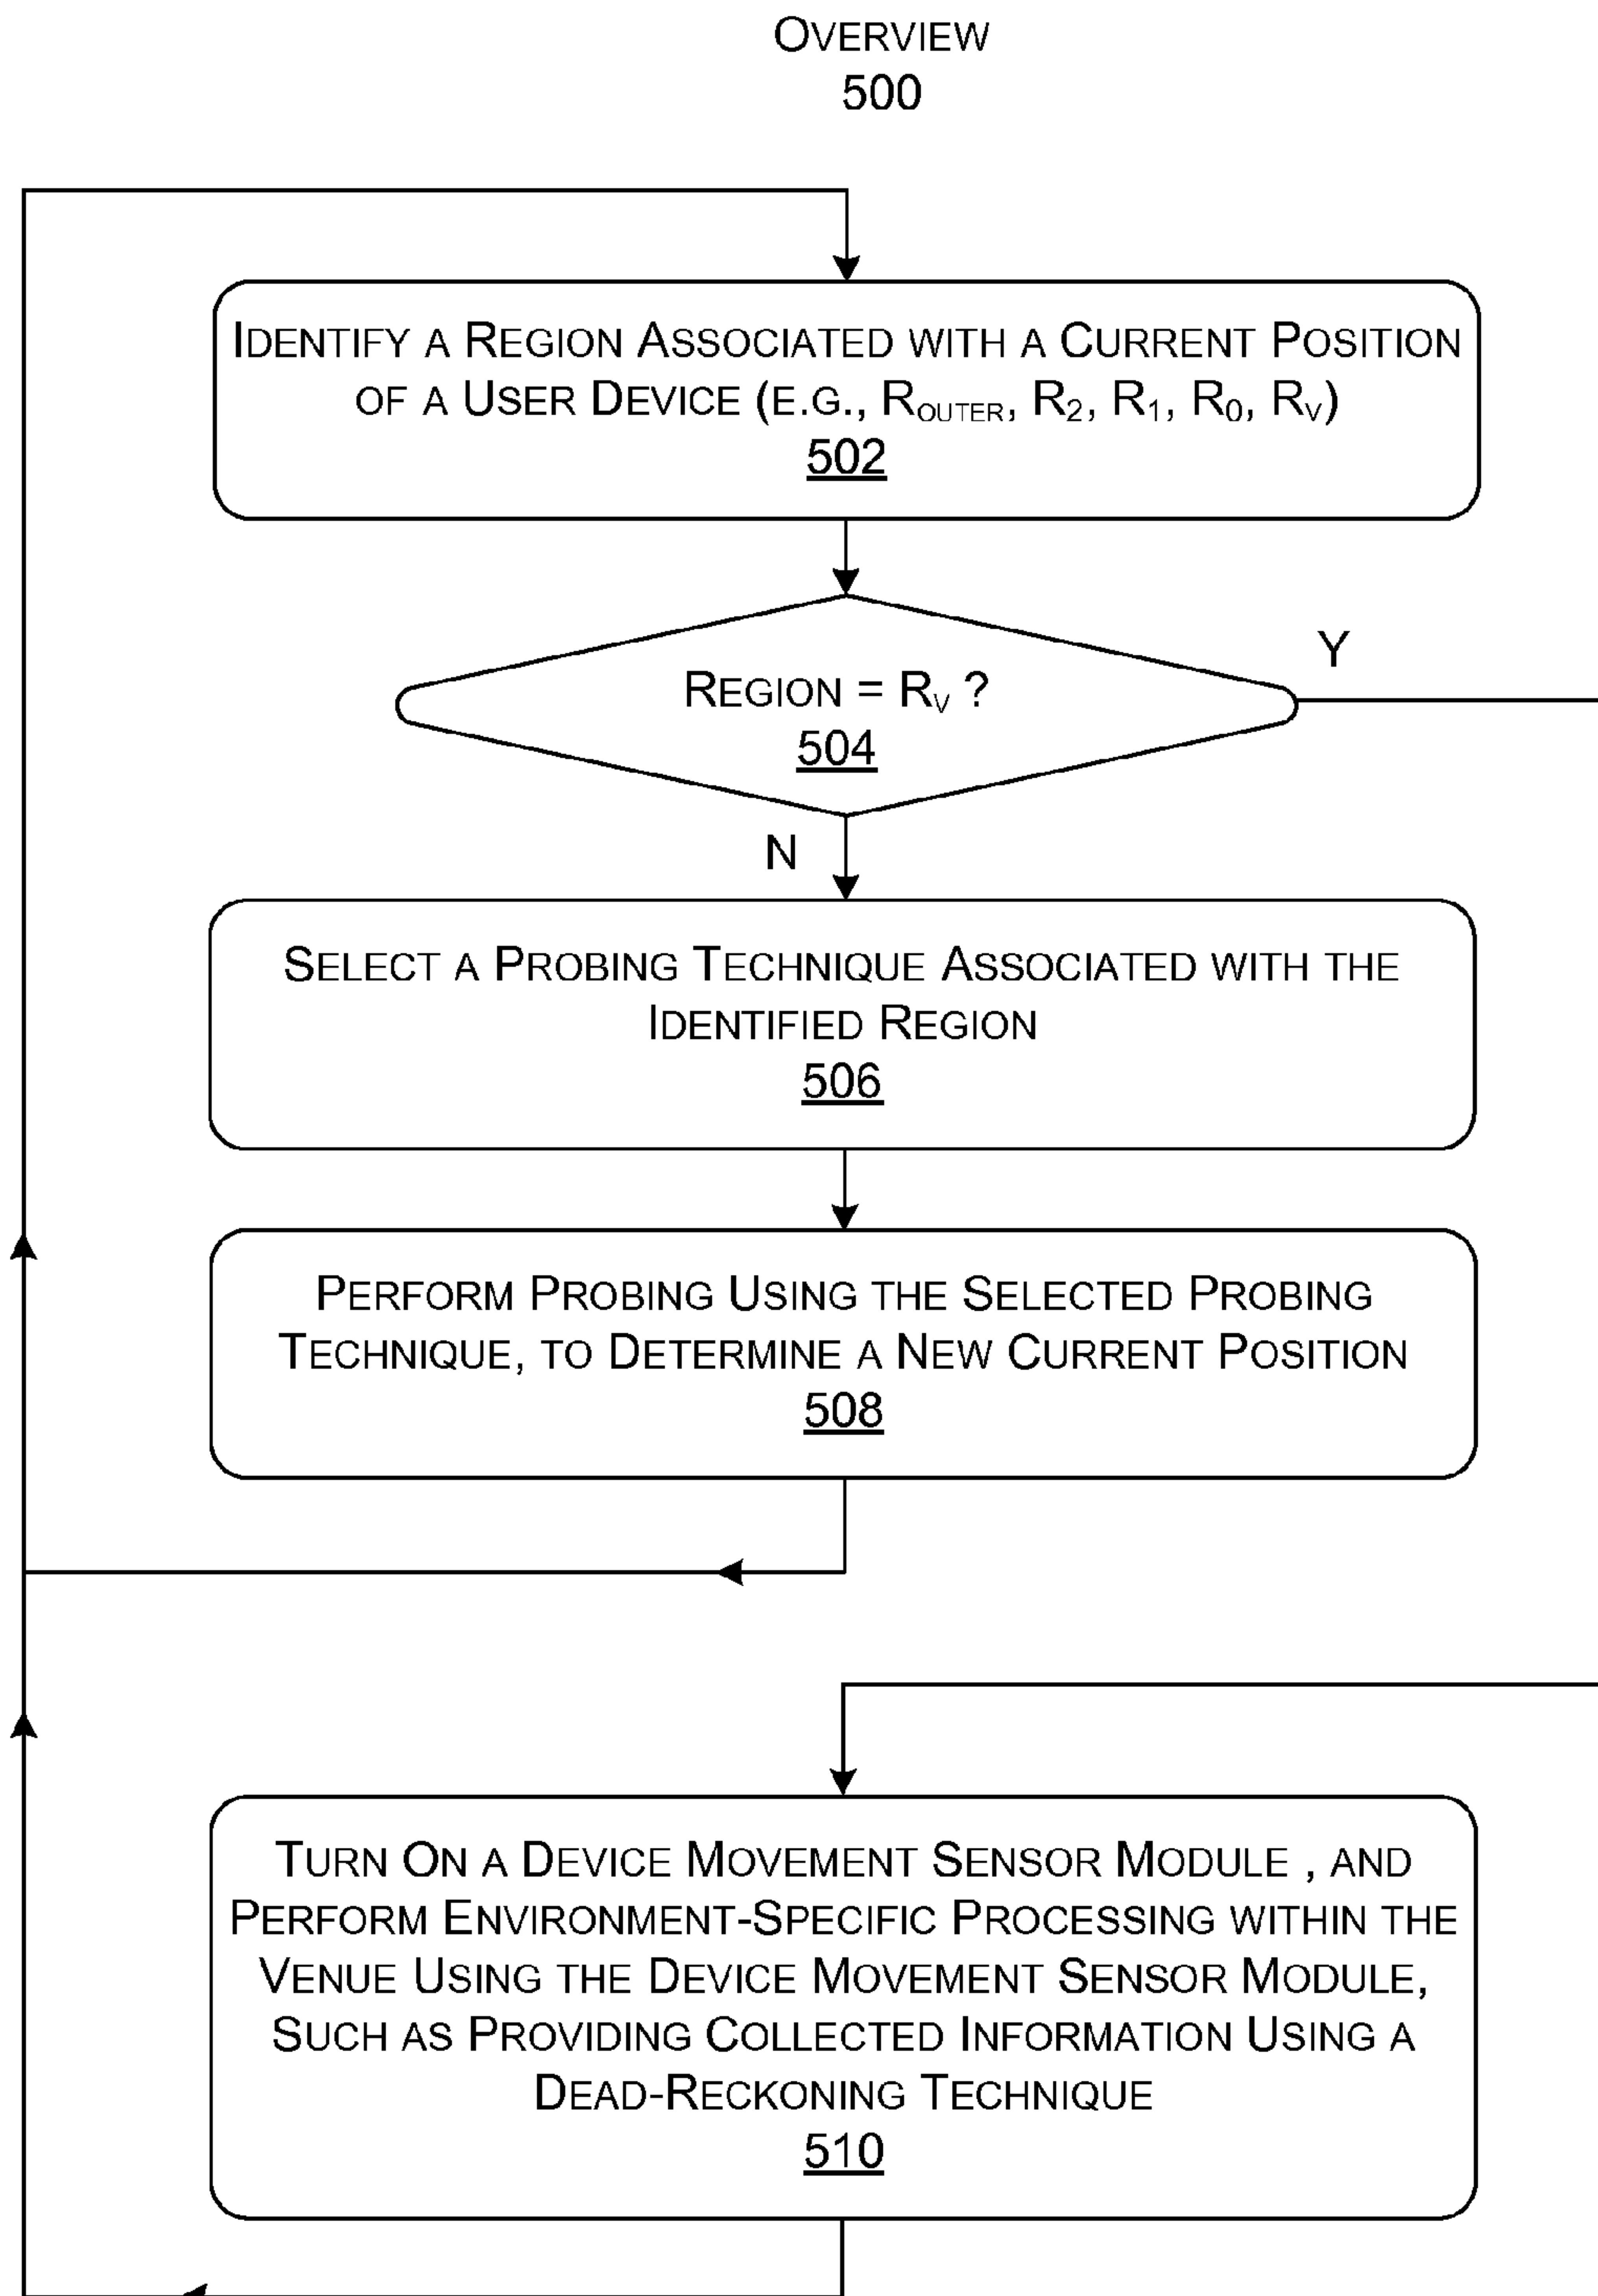 OVERVIEW
500
IDENTIFY A REGION ASSOCIATED WITH A CURRENT POSITION
OF A USER DEVICE (E.G., ROUTER, R2, R1, R0, RV)
502
REGION = RV ?
504
Y
N
SELECT A PROBING TECHNIQUE ASSOCIATED WITH THE
IDENTIFIED REGION
506
PERFORM PROBING USING THE SELECTED PROBING
TECHNIQUE, TO DETERMINE A NEW CURRENT POSITION
508
TURN ON A DEVICE MOVEMENT SENSOR MODULE , AND
PERFORM ENVIRONMENT-SPECIFIC PROCESSING WITHIN THE
VENUE USING THE DEVICE MOVEMENT SENSOR MODULE,
SUCH AS PROVIDING COLLECTED INFORMATION USING A
DEAD-RECKONING TECHNIQUE
510